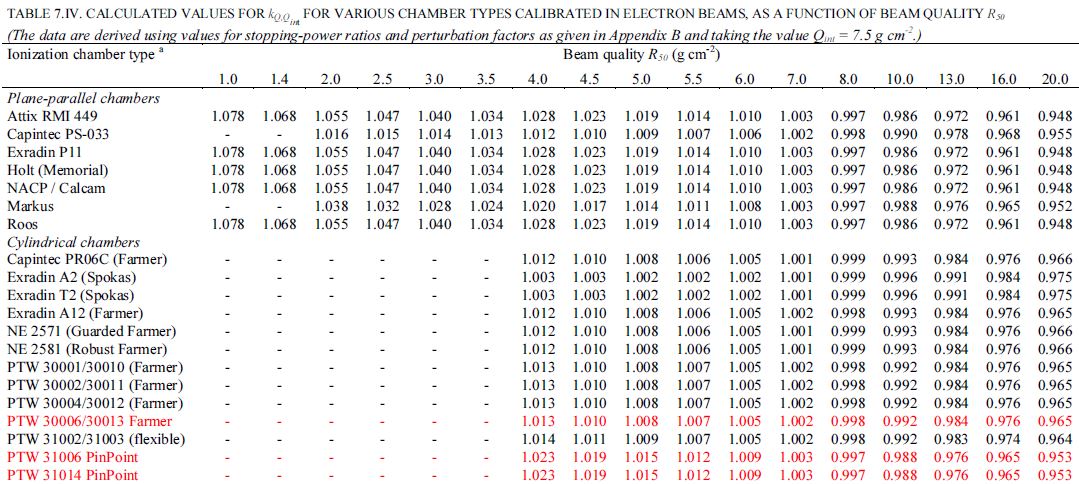 TABLE 7.IV. CALCULATED VALUES FOR kQ,Qint FOR VARIOUS CHAMBER TYPES CALIBRATED IN ELECTRON BEAMS, AS A FUNCTION OF BEAM QUALITY R50
(The data are derived using values for stopping-power ratios and perturbation factors as given in Appendix B and taking the value Qint = 7.5 g cm-2.)
Ionization chamber type a Beam quality R50 (g cm-2)
1.0 1.4 2.0 2.5 3.0 3.5 4.0 4.5 5.0 5.5 6.0 7.0 8.0 10.0 13.0 16.0 20.0
Plane-parallel chambers
Attix RMI 449 1.078 1.068 1.055 1.047 1.040 1.034 1.028 1.023 1.019 1.014 1.010 1.003 0.997 0.986 0.972 0.961 0.948
Capintec PS-033 - - 1.016 1.015 1.014 1.013 1.012 1.010 1.009 1.007 1.006 1.002 0.998 0.990 0.978 0.968 0.955
Exradin P11 1.078 1.068 1.055 1.047 1.040 1.034 1.028 1.023 1.019 1.014 1.010 1.003 0.997 0.986 0.972 0.961 0.948
Holt (Memorial) 1.078 1.068 1.055 1.047 1.040 1.034 1.028 1.023 1.019 1.014 1.010 1.003 0.997 0.986 0.972 0.961 0.948
NACP / Calcam 1.078 1.068 1.055 1.047 1.040 1.034 1.028 1.023 1.019 1.014 1.010 1.003 0.997 0.986 0.972 0.961 0.948
Markus - - 1.038 1.032 1.028 1.024 1.020 1.017 1.014 1.011 1.008 1.003 0.997 0.988 0.976 0.965 0.952
Roos 1.078 1.068 1.055 1.047 1.040 1.034 1.028 1.023 1.019 1.014 1.010 1.003 0.997 0.986 0.972 0.961 0.948
Cylindrical chambers
Capintec PR06C (Farmer) - - - - - - 1.012 1.010 1.008 1.006 1.005 1.001 0.999 0.993 0.984 0.976 0.966
Exradin A2 (Spokas) - - - - - - 1.003 1.003 1.002 1.002 1.002 1.001 0.999 0.996 0.991 0.984 0.975
Exradin T2 (Spokas) - - - - - - 1.003 1.003 1.002 1.002 1.002 1.001 0.999 0.996 0.991 0.984 0.975
Exradin A12 (Farmer) - - - - - - 1.012 1.010 1.008 1.006 1.005 1.001 0.998 0.993 0.984 0.976 0.965
NE 2571 (Guarded Farmer) - - - - - - 1.012 1.010 1.008 1.006 1.005 1.001 0.999 0.993 0.984 0.976 0.966
NE 2581 (Robust Farmer) - - - - - - 1.012 1.010 1.008 1.006 1.005 1.001 0.999 0.993 0.984 0.976 0.966
PTW 30001/30010 (Farmer) - - - - - - 1.013 1.010 1.008 1.007 1.005 1.002 0.998 0.992 0.984 0.976 0.965
PTW 30002/30011 (Farmer) - - - - - - 1.013 1.010 1.008 1.007 1.005 1.002 0.998 0.992 0.984 0.976 0.965
PTW 30004/30012 (Farmer) - - - - - - 1.013 1.010 1.008 1.007 1.005 1.002 0.998 0.992 0.984 0.976 0.965
PTW 30006/30013 Farmer - - - - - - 1.013 1.010 1.008 1.007 1.005 1.002 0.998 0.992 0.984 0.976 0.965
PTW 31002/31003 (flexible) - - - - - - 1.014 1.011 1.009 1.007 1.005 1.002 0.998 0.992 0.983 0.974 0.964
PTW 31006 PinPoint - - - - - - 1.023 1.019 1.015 1.012 1.009 1.003 0.997 0.988 0.976 0.965 0.953
PTW 31014 PinPoint - - - - - - 1.023 1.019 1.015 1.012 1.009 1.003 0.997 0.988 0.976 0.965 0.953